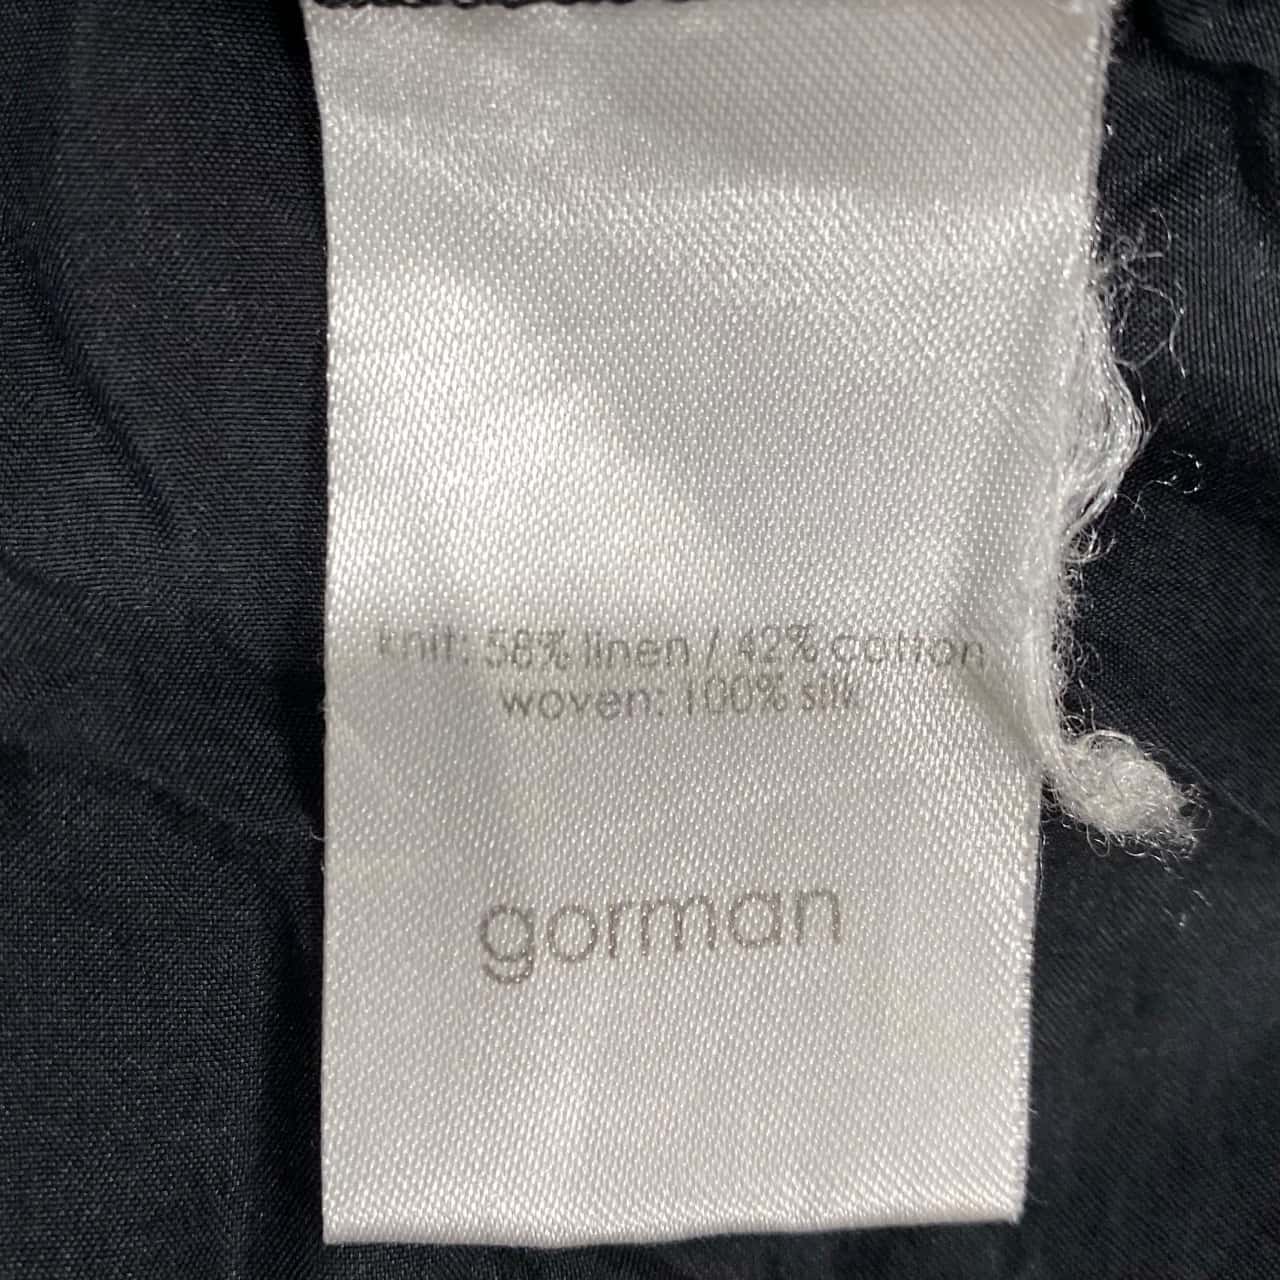 knit: 58% linen / 42% cotton
woven: 100% silk
gorman